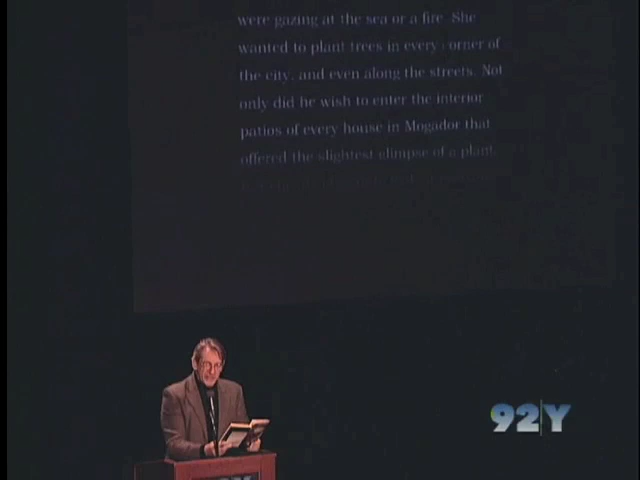 were gazing at the sea or a fire. She
wanted to plant trees in every corner of
the city, and even along the streets. Not
only did he wish to enter the interior
patios of every house in Mogador that
offered the slightest glimpse of a plant,
92Y